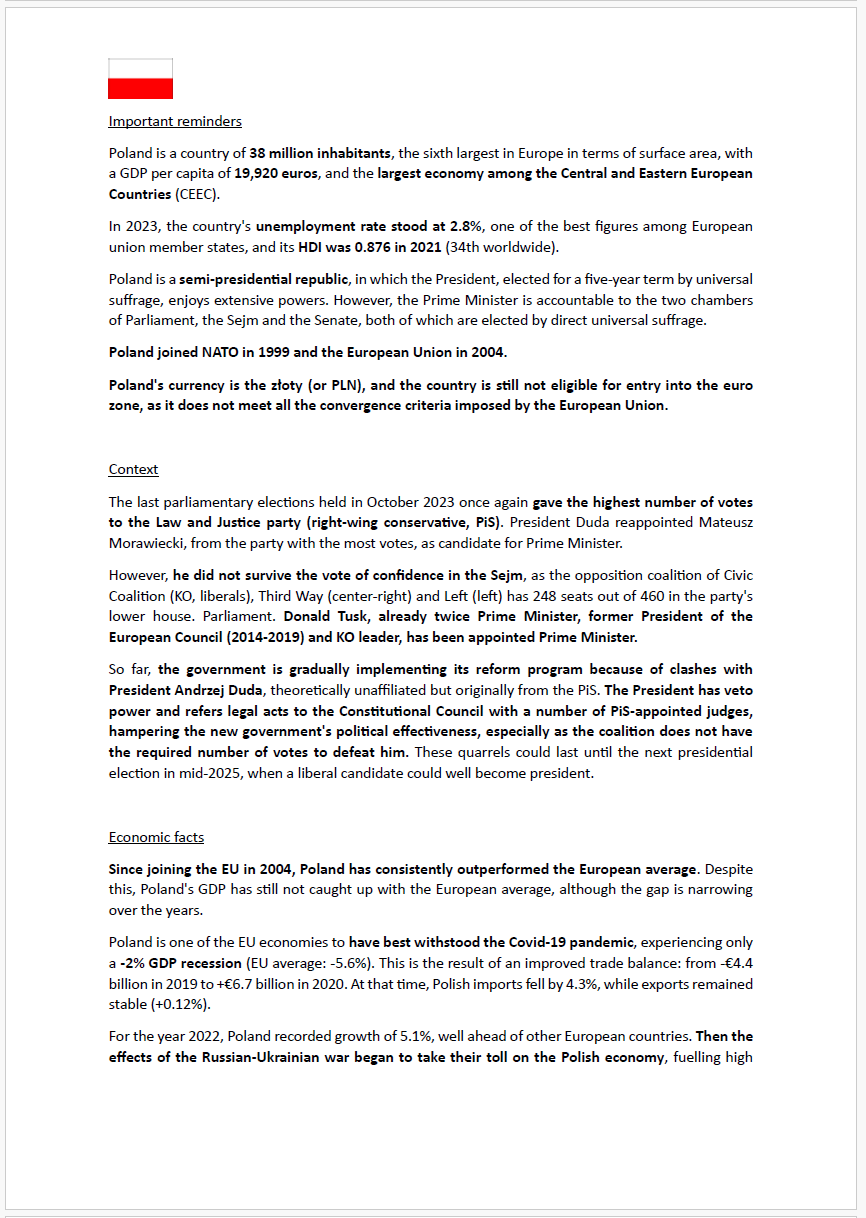 Important reminders
Poland is a country of 38 million inhabitants, the sixth largest in Europe in terms of surface area, with
a GDP per capita of 19,920 euros, and the largest economy among the Central and Eastern European
Countries (CEEC).
In 2023, the country's unemployment rate stood at 2.8%, one of the best figures among European
union member states, and its HDI was 0.876 in 2021 (34th worldwide).
Poland is a semi-presidential republic, in which the President, elected for a five-year term by universal
suffrage, enjoys extensive powers. However, the Prime Minister is accountable to the two chambers
of Parliament, the Sejm and the Senate, both of which are elected by direct universal suffrage.
Poland joined NATO in 1999 and the European Union in 2004.
Poland's currency is the złoty (or PLN), and the country is still not eligible for entry into the euro
zone, as it does not meet all the convergence criteria imposed by the European Union.
Context
The last parliamentary elections held in October 2023 once again gave the highest number of votes
to the Law and Justice party (right-wing conservative, PiS). President Duda reappointed Mateusz
Morawiecki, from the party with the most votes, as candidate for Prime Minister.
However, he did not survive the vote of confidence in the Sejm, as the opposition coalition of Civic
Coalition (KO, liberals), Third Way (center-right) and Left (left) has 248 seats out of 460 in the party's
lower house. Parliament. Donald Tusk, already twice Prime Minister, former President of the
European Council (2014-2019) and KO leader, has been appointed Prime Minister.
So far, the government is gradually implementing its reform program because of clashes with
President Andrzej Duda, theoretically unaffiliated but originally from the PiS. The President has veto
power and refers legal acts to the Constitutional Council with a number of PiS-appointed judges,
hampering the new government's political effectiveness, especially as the coalition does not have
the required number of votes to defeat him. These quarrels could last until the next presidential
election in mid-2025, when a liberal candidate could well become president.
Economic facts
Since joining the EU in 2004, Poland has consistently outperformed the European average. Despite
this, Poland's GDP has still not caught up with the European average, although the gap is narrowing
over the years.
Poland is one of the EU economies to have best withstood the Covid-19 pandemic, experiencing only
a -2% GDP recession (EU average: -5.6%). This is the result of an improved trade balance: from -€4.4
billion in 2019 to +€6.7 billion in 2020. At that time, Polish imports fell by 4.3%, while exports remained
stable (+0.12%).
For the year 2022, Poland recorded growth of 5.1%, well ahead of other European countries. Then the
effects of the Russian-Ukrainian war began to take their toll on the Polish economy, fuelling high